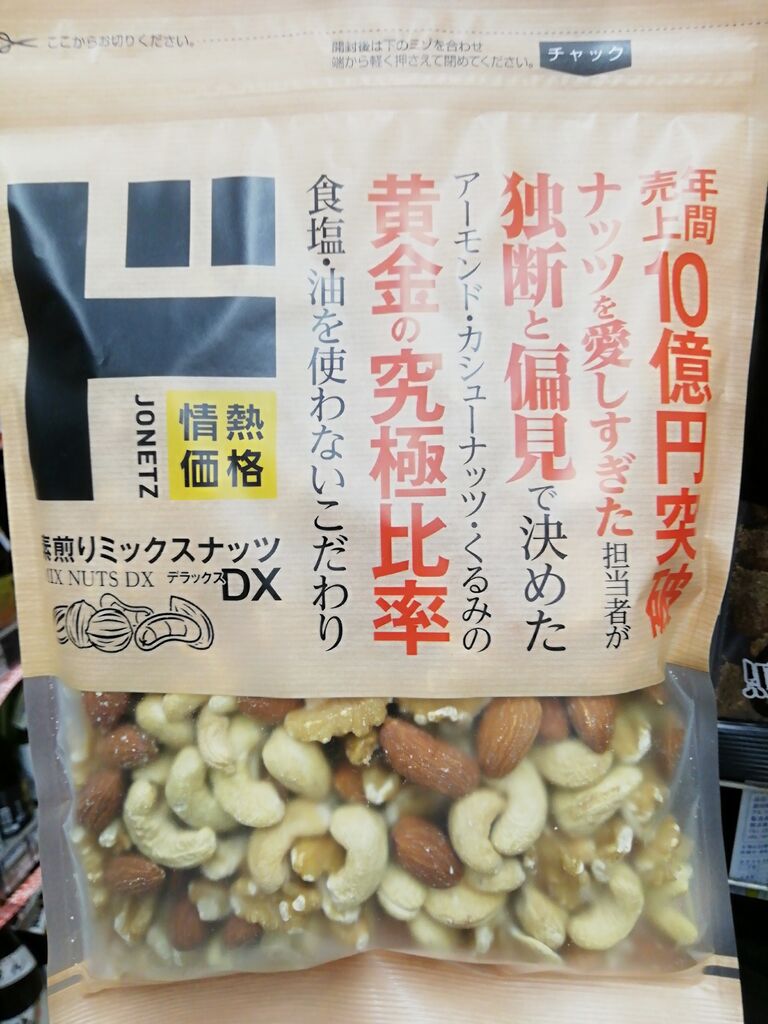 ここからお切りください。
開封後は下のミゾを合わせ
端から軽く押さえて閉めてください。
チャック
年間
売上10億円突破
ナッツを愛しすぎた担当者が
独断と偏見で決めた
アーモンド・カシューナッツ・くるみの
黄金の究極比率
食塩・油を使わないこだわり
ド
JONETZ
情熱
価格
素煎りミックスナッツ
MIX NUTS DX デラックスDX